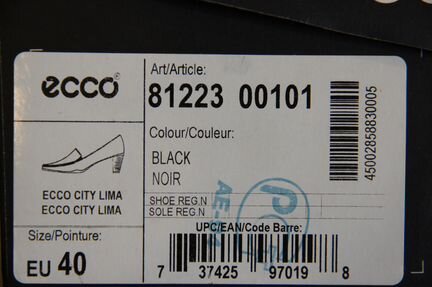 ecco®
Art/Article:
81223 00101
Colour/Couleur:
BLACK
NOIR
45002858830005
ECCO CITY LIMA
ECCO CITY LIMA
SHOE REG.N
SOLE REG.N
Size/Pointure:
EU 40
UPC/EAN/Code Barre:
7 37425 97019 8